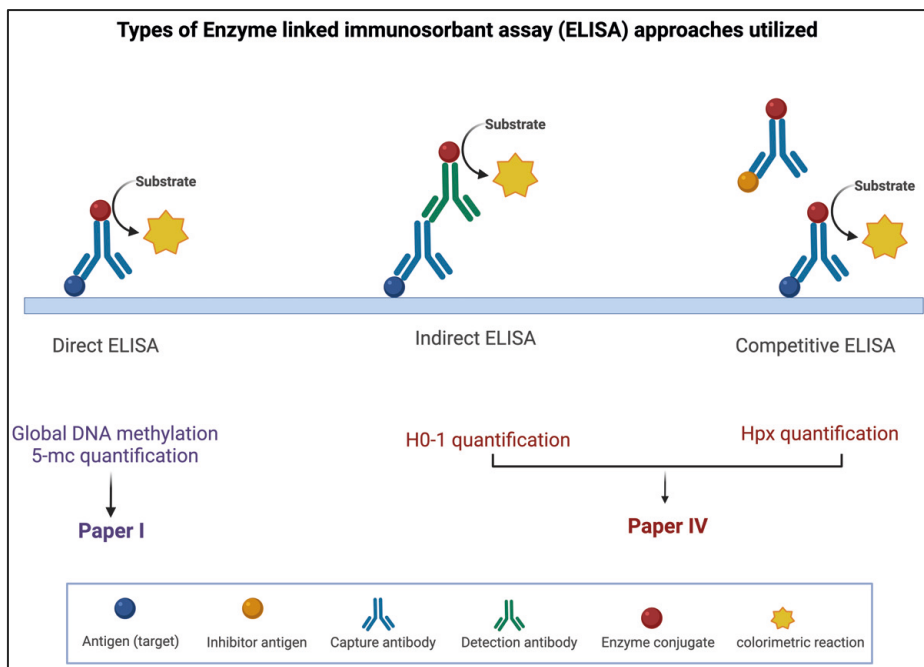 Types of Enzyme linked immunosorbant assay (ELISA) approaches utilized
Substrate
Substrate
Substrate
Direct ELISA
Indirect ELISA
Competitive ELISA
Global DNA methylation
5-mc quantification
H0-1 quantification
Hpx quantification
Paper I
Paper IV
Antigen (target)
Inhibitor antigen
Capture antibody
Detection antibody
Enzyme conjugate
colorimetric reaction